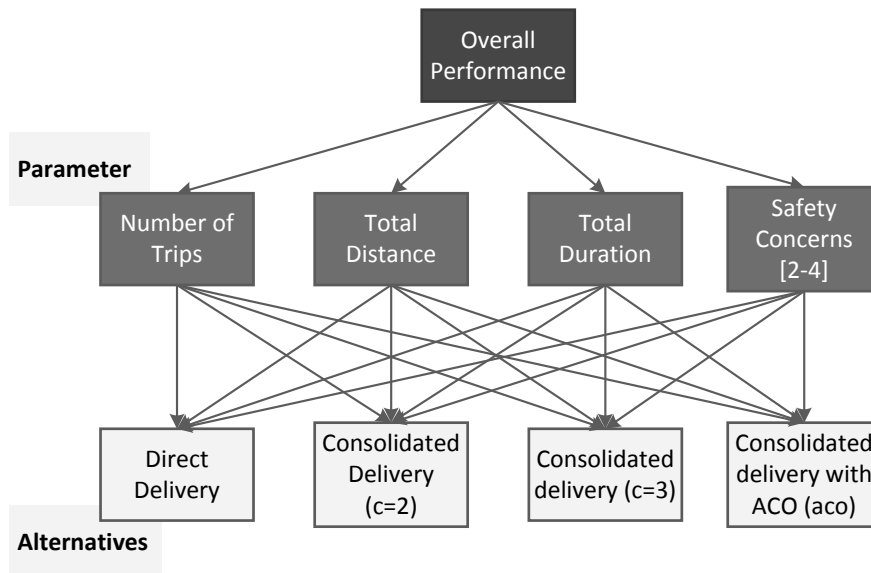 Overall
Performance
Parameter
Number of
Trips
Total
Distance
Total
Duration
Safety
Concerns
[2-4]
Direct
Delivery
Consolidated
Delivery
(c=2)
Consolidated
delivery (c=3)
Consolidated
delivery with
ACO (aco)
Alternatives